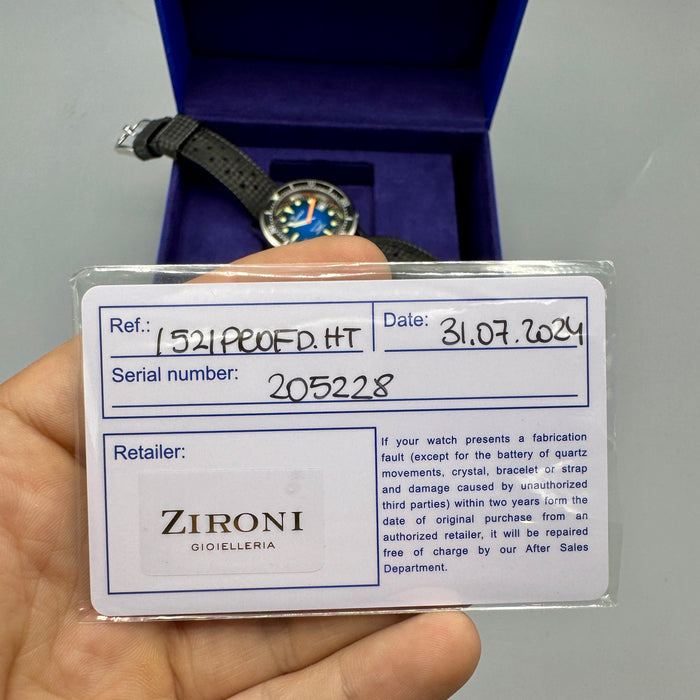 Ref.: 1521PROFD.HT
Date: 31.07.2024
Serial number: 205228
Retailer:
ZIRONI
GIOIELLERIA
If your watch presents a fabrication
fault (except for the battery of quartz
movements, crystal, bracelet or strap
and damage caused by unauthorized
third parties) within two years form the
date of original purchase from an
authorized retailer, it will be repaired
free of charge by our After Sales
Department.